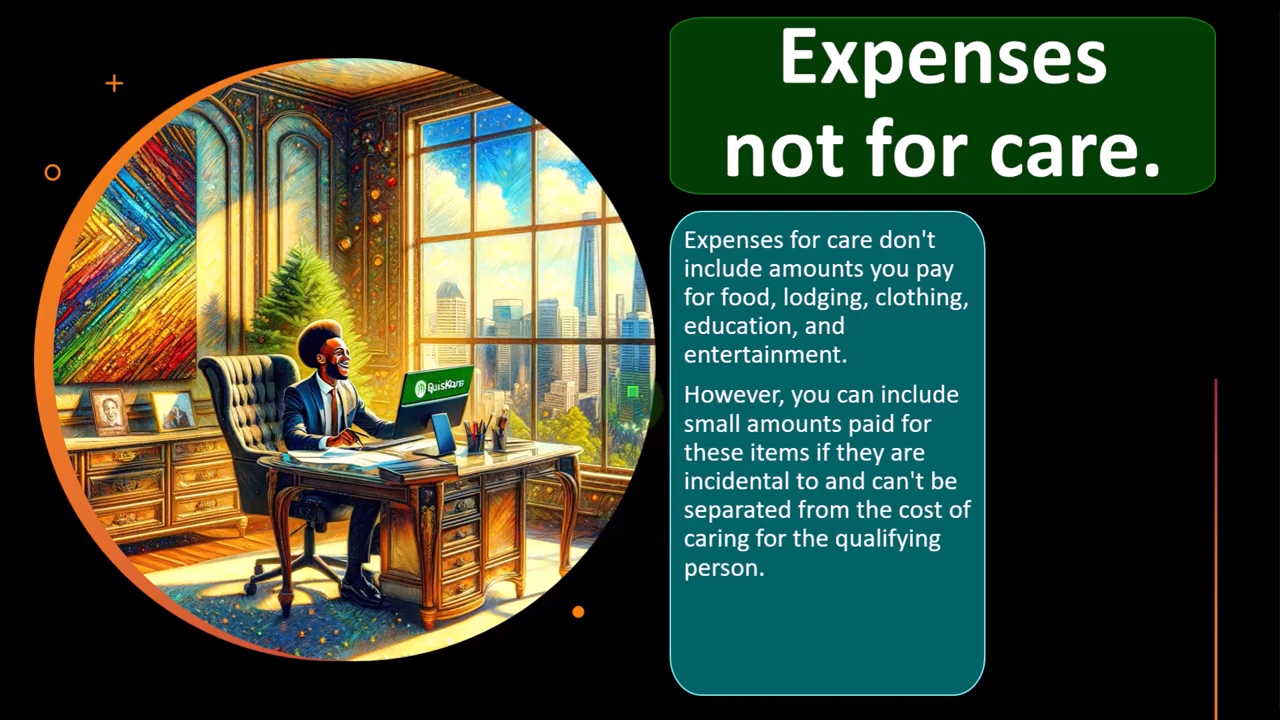 Expenses
not for care.
Expenses for care don't
include amounts you pay
for food, lodging, clothing,
education, and
entertainment.
However, you can include
small amounts paid for
these items if they are
incidental to and can't be
separated from the cost of
caring for the qualifying
person.